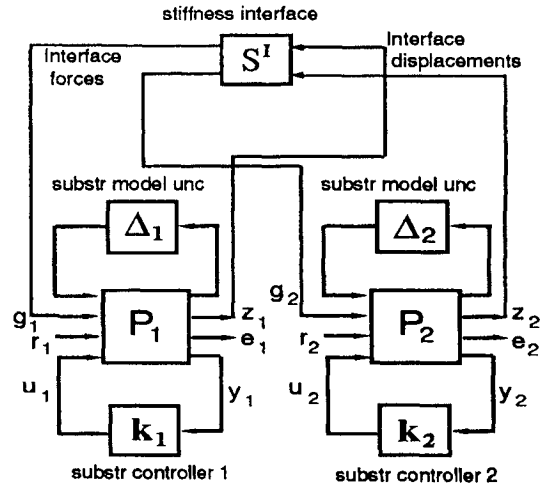 stiffness interface
Interface forces
S^I
Interface displacements
substr model unc
substr model unc
Δ₁
Δ₂
g₁
r₁
P₁
z₁
e₁
g₂
r₂
P₂
z₂
e₂
u₁
y₁
u₂
y₂
k₁
k₂
substr controller 1
substr controller 2